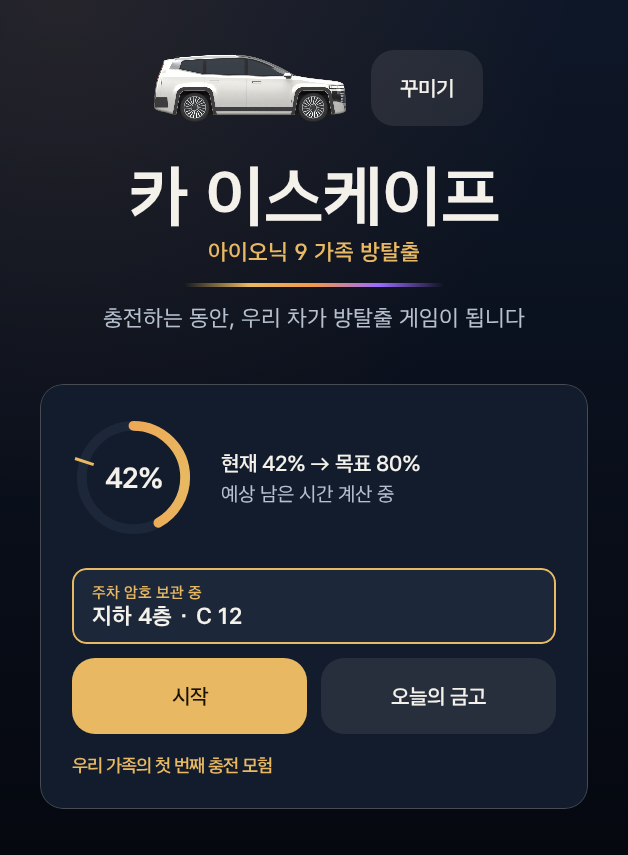 꾸미기
카 이스케이프
아이오닉 9 가족 방탈출
충전하는 동안, 우리 차가 방탈출 게임이 됩니다
42%
현재 42% → 목표 80%
예상 남은 시간 계산 중
주차 암호 보관 중
지하 4층 · C 12
시작
오늘의 금고
우리 가족의 첫 번째 충전 모험